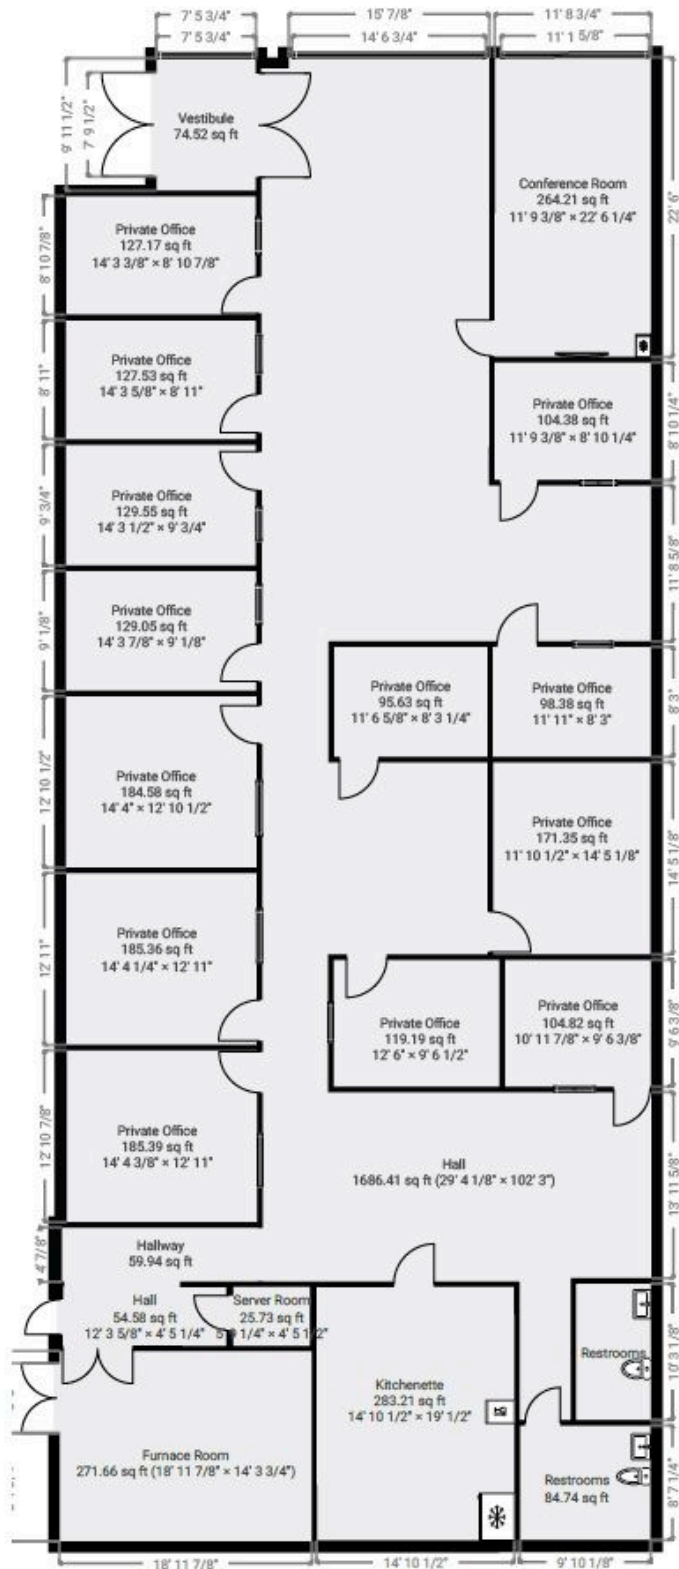 7' 5 3/4"
15' 7/8"
11' 8 3/4"
7' 5 3/4"
14' 6 3/4"
11' 1 5/8"
9' 11 1/2"
7' 9 1/2"
Vestibule
74.52 sq ft
Conference Room
264.21 sq ft
11' 9 3/8" × 22' 6 1/4"
22' 6"
8' 10 7/8"
Private Office
127.17 sq ft
14' 3 3/8" × 8' 10 7/8"
8' 11"
Private Office
127.53 sq ft
14' 3 5/8" × 8' 11"
Private Office
104.38 sq ft
11' 9 3/8" × 8' 10 1/4"
8' 10 1/4"
9' 3/4"
Private Office
129.55 sq ft
14' 3 1/2" × 9' 3/4"
11' 8 5/8"
9' 1/8"
Private Office
129.05 sq ft
14' 3 7/8" × 9' 1/8"
Private Office
95.63 sq ft
11' 6 5/8" × 8' 3 1/4"
Private Office
98.38 sq ft
11' 11" × 8' 3"
8' 3"
12' 10 1/2"
Private Office
184.58 sq ft
14' 4" × 12' 10 1/2"
Private Office
171.35 sq ft
11' 10 1/2" × 14' 5 1/8"
14' 5 1/8"
12' 11"
Private Office
185.36 sq ft
14' 4 1/4" × 12' 11"
Private Office
119.19 sq ft
12' 6" × 9' 6 1/2"
Private Office
104.82 sq ft
10' 11 7/8" × 9' 6 3/8"
9' 6 3/8"
12' 10 7/8"
Private Office
185.39 sq ft
14' 4 3/8" × 12' 11"
Hall
1686.41 sq ft (29' 4 1/8" × 102' 3")
13' 11 5/8"
4' 7/8"
Hallway
59.94 sq ft
Hall
54.58 sq ft
12' 3 5/8" × 4' 5 1/4"
Server Room
25.73 sq ft
5' 9 1/4" × 4' 5 1/2"
Restrooms
10' 3 1/8"
Kitchenette
283.21 sq ft
14' 10 1/2" × 19' 1/2"
Furnace Room
271.66 sq ft (18' 11 7/8" × 14' 3 3/4")
Restrooms
84.74 sq ft
8' 7 1/4"
18' 11 7/8"
14' 10 1/2"
9' 10 1/8"